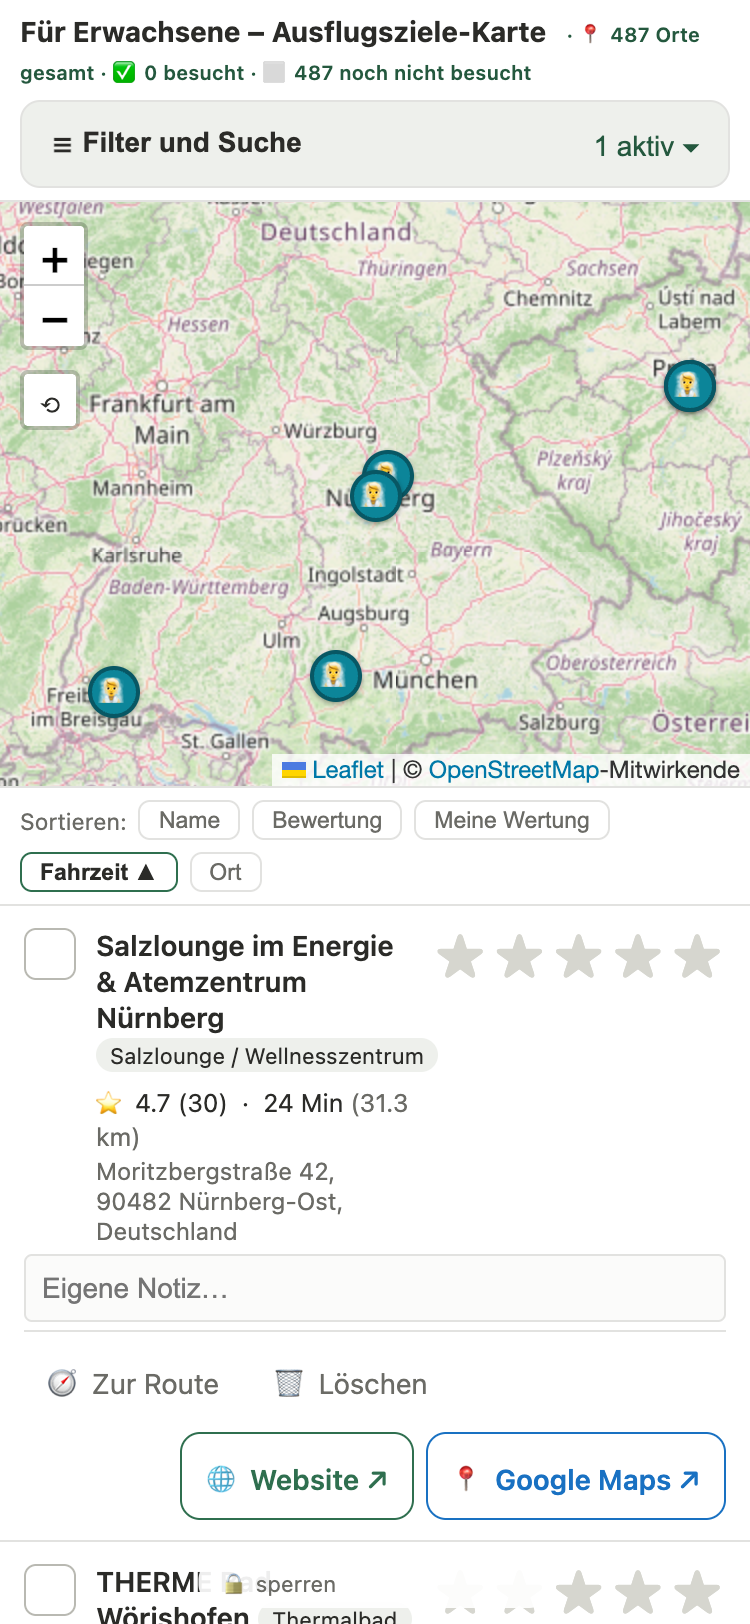 Für Erwachsene – Ausflugsziele-Karte · 📍 487 Orte
gesamt · ✅ 0 besucht · ⬜ 487 noch nicht besucht
≡ Filter und Suche
1 aktiv ▾
Westfalen
Deutschland
Thüringen
Sachsen
Chemnitz
Ústí nad
Labem
+
−
⟲
Hessen
Frankfurt am
Main
Würzburg
Plzeňský
kraj
Mannheim
Jihočeský
kraj
Karlsruhe
Bayern
Ingolstadt
Baden-Württemberg
Augsburg
Ulm
München
Oberösterreich
im Breisgau
Salzburg
St. Gallen
Leaflet | © OpenStreetMap-Mitwirkende
Sortieren: Name Bewertung Meine Wertung
Fahrzeit ▲ Ort
Salzlounge im Energie
& Atemzentrum
Nürnberg
Salzlounge / Wellnesszentrum
⭐ 4.7 (30) · 24 Min (31.3
km)
Moritzbergstraße 42,
90482 Nürnberg-Ost,
Deutschland
Eigene Notiz…
Zur Route
Löschen
Website ↗
Google Maps ↗
THERME Bad
🔒 sperren
Wörishofen Thermalbad